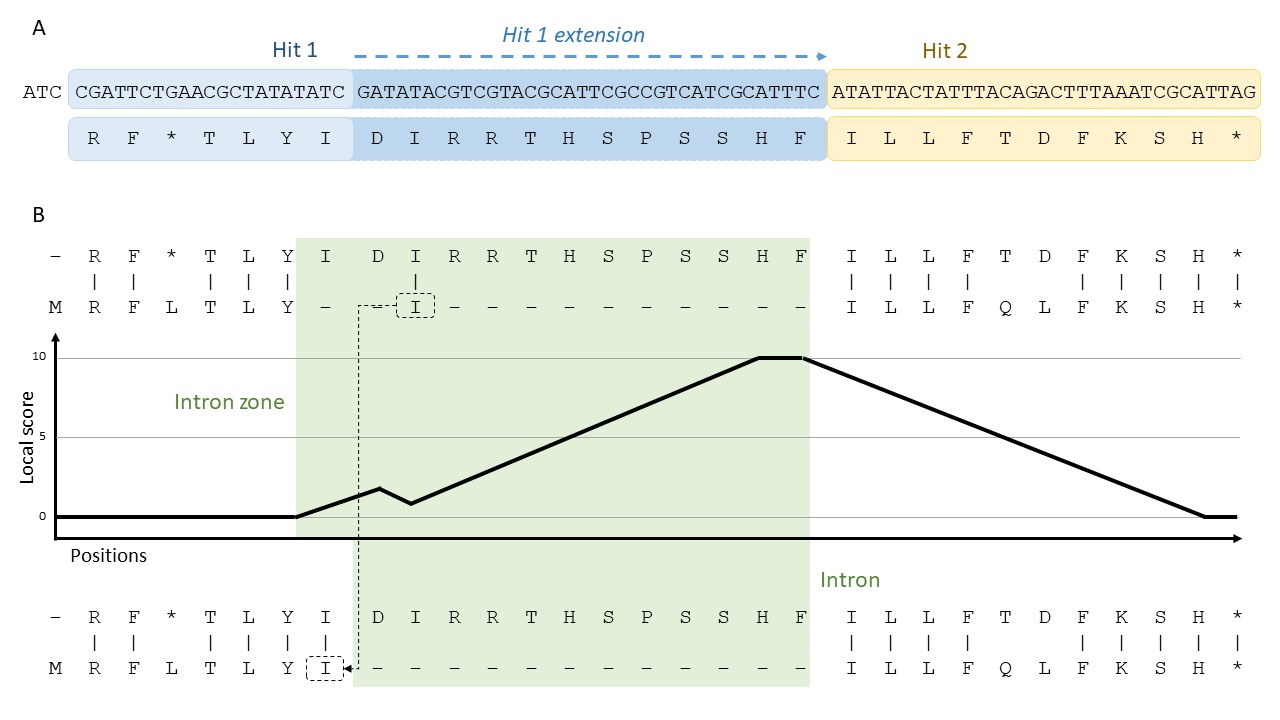 A
Hit 1 extension
Hit 1
Hit 2
ATC CGATTCTGAACGCTATATATC GATATACGTCGTACGCATTCGCCGTCATCGCATTTC ATATTACTATTTACAGACTTTAAATCGCATTAG
R F * T L Y I D I R R T H S P S S H F I L L F T D F K S H *
B
– R F * T L Y I D I R R T H S P S S H F I L L F T D F K S H *
| | | | | | | | | | | | | | |
M R F L T L Y – – I – – – – – – – – – – I L L F Q L F K S H *
10
Intron zone
5
Local score
0
Positions
Intron
– R F * T L Y I D I R R T H S P S S H F I L L F T D F K S H *
| | | | | | | | | | | | | | |
M R F L T L Y I – – – – – – – – – – – – I L L F Q L F K S H *